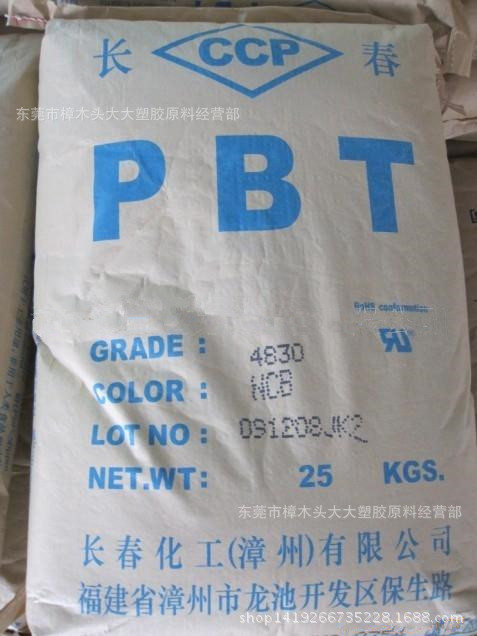 长 CCP 春
东莞市樟木头大大塑胶原料经营部
PBT
RoHS conformation
GRADE: 4830
COLOR: NCB
LOT NO: 091208JK2
NET.WT: 25 KGS.
东莞市樟木头大大塑胶原料经营部
长春化工(漳州)有限公司
福建省漳州市龙池开发区保生路
shop1419266735228.1688.com